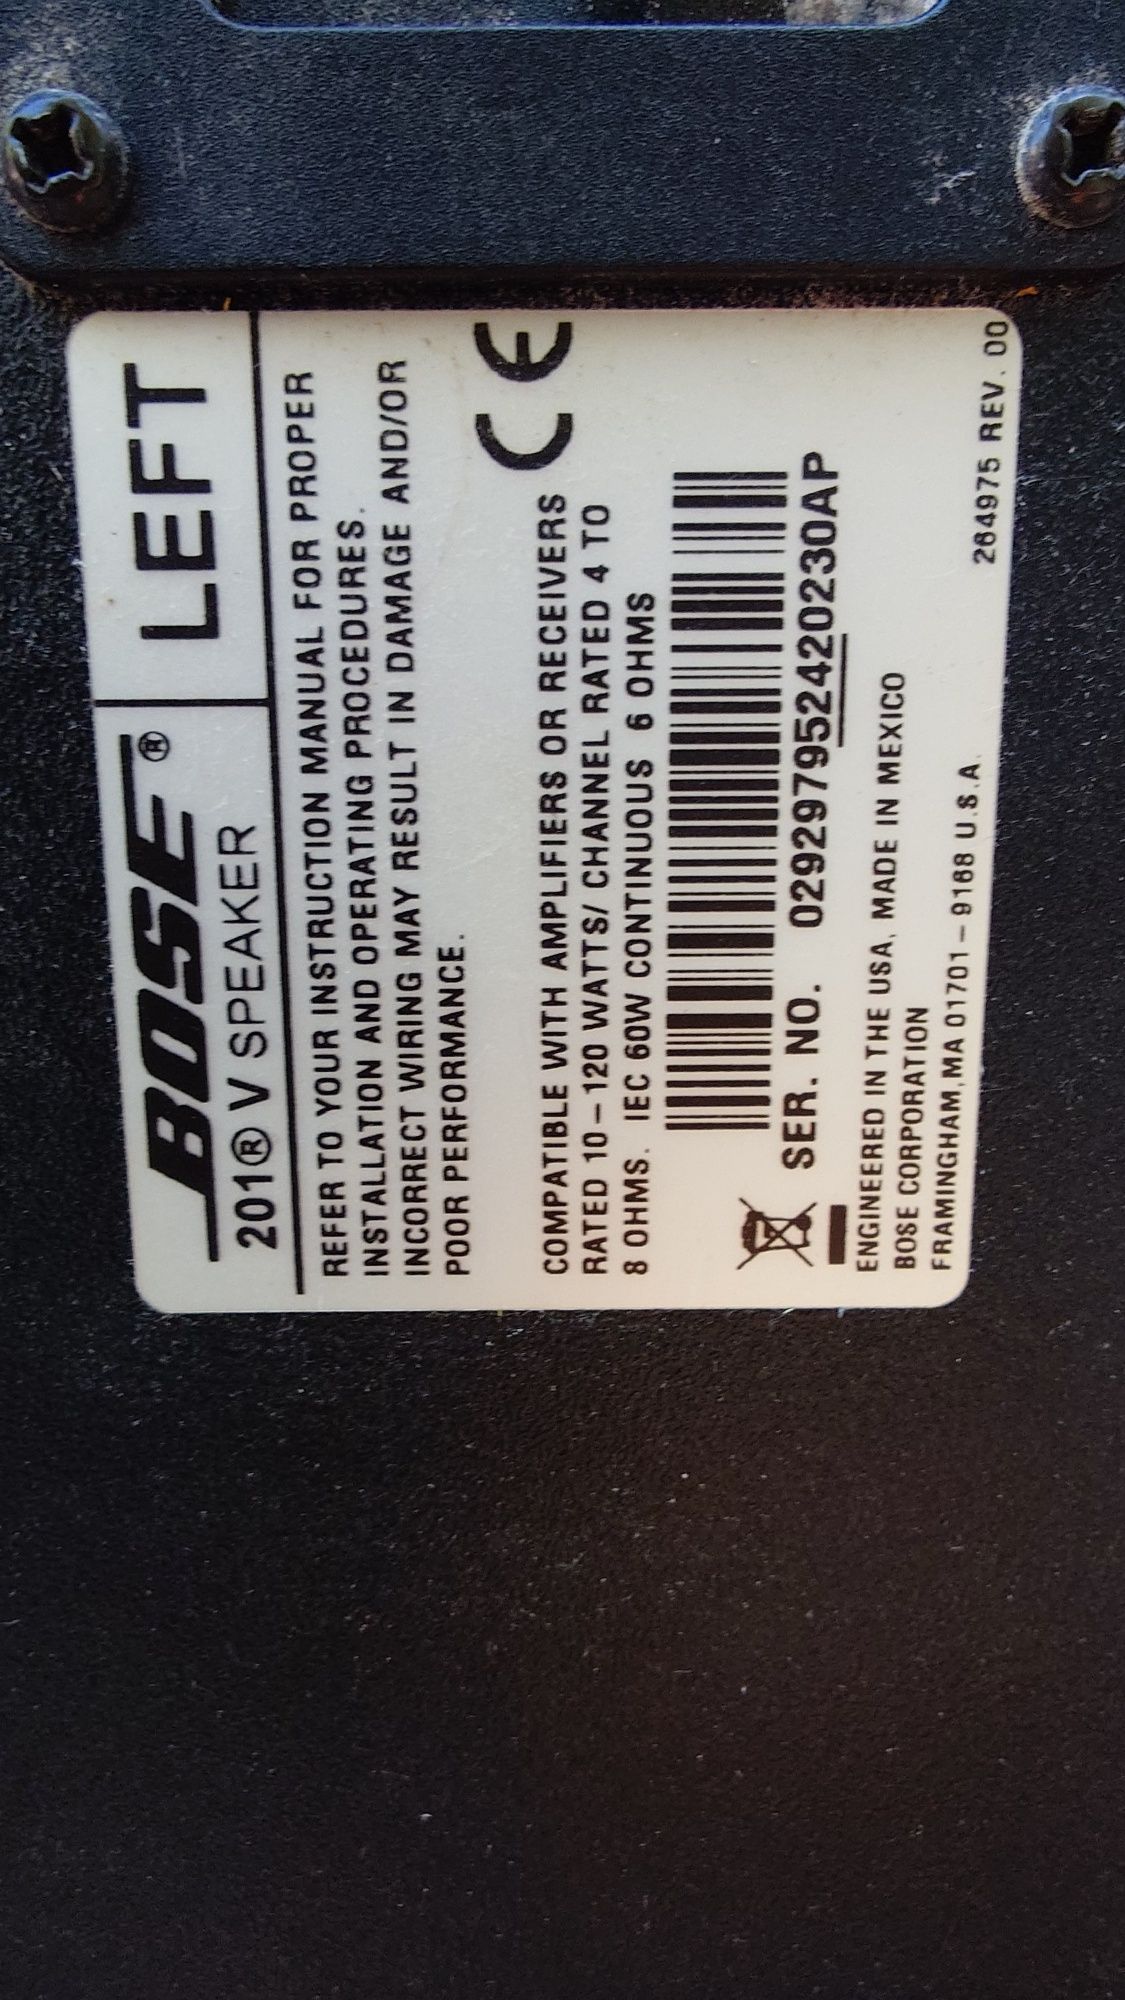 BOSE®
LEFT
201® V SPEAKER
REFER TO YOUR INSTRUCTION MANUAL FOR PROPER
INSTALLATION AND OPERATING PROCEDURES.
INCORRECT WIRING MAY RESULT IN DAMAGE AND/OR
POOR PERFORMANCE.
CE
COMPATIBLE WITH AMPLIFIERS OR RECEIVERS
RATED 10-120 WATTS/ CHANNEL RATED 4 TO
8 OHMS. IEC 60W CONTINUOUS 6 OHMS
SER. NO. 029297952420230AP
ENGINEERED IN THE USA, MADE IN MEXICO
BOSE CORPORATION
FRAMINGHAM,MA 01701-9168 U.S.A.
264975 REV. 00